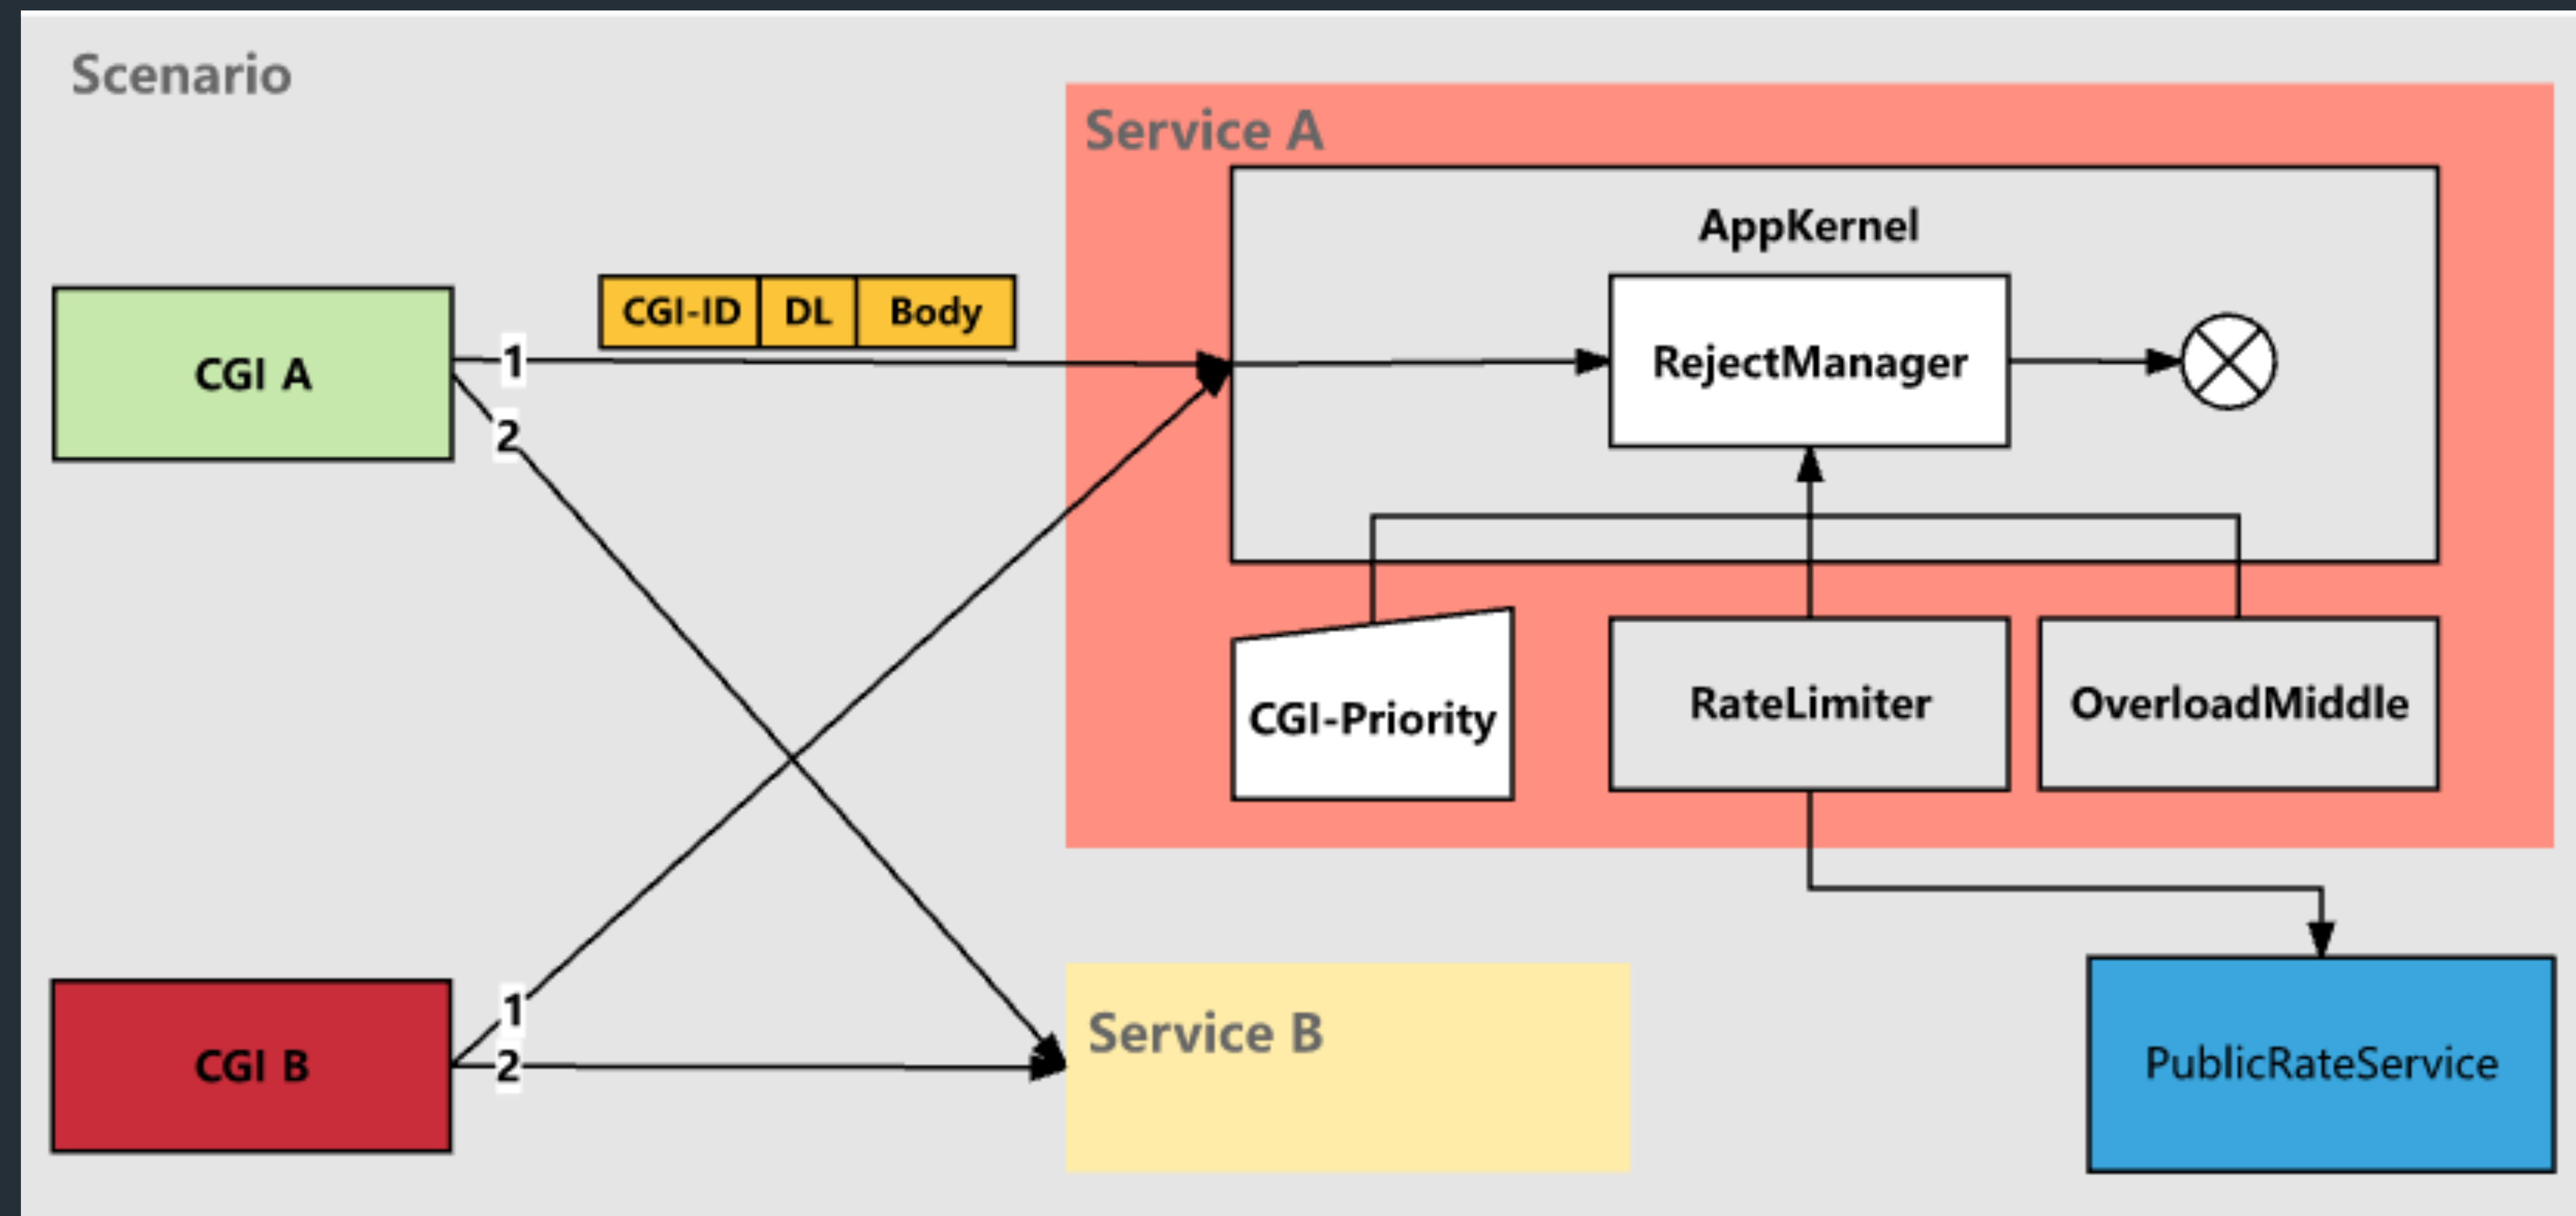 Scenario
Service A
AppKernel
CGI-ID DL Body
CGI A
1
2
RejectManager
CGI-Priority
RateLimiter
OverloadMiddle
Service B
CGI B
1
2
PublicRateService